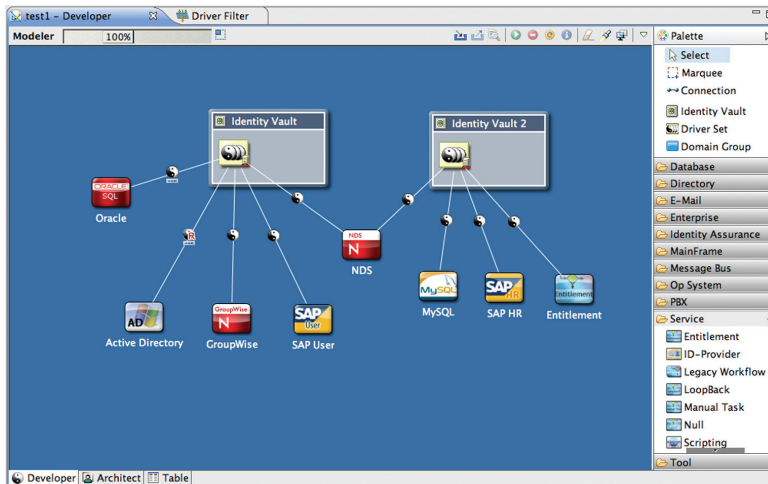 test1 - Developer
Driver Filter
Modeler
100%
Palette
Select
Marquee
Connection
Identity Vault
Driver Set
Domain Group
Database
Directory
E-Mail
Enterprise
Identity Assurance
MainFrame
Message Bus
Op System
PBX
Service
Entitlement
ID-Provider
Legacy Workflow
LoopBack
Manual Task
Null
Scripting
Tool
Identity Vault
Identity Vault 2
ORACLE
SQL
Oracle
NDS
N
NDS
MySQL
MySQL
SAP HR
SAP HR
Entitlement
Entitlement
AD
Active Directory
GroupWise
N
GroupWise
SAP
User
SAP User
R
Developer
Architect
Table